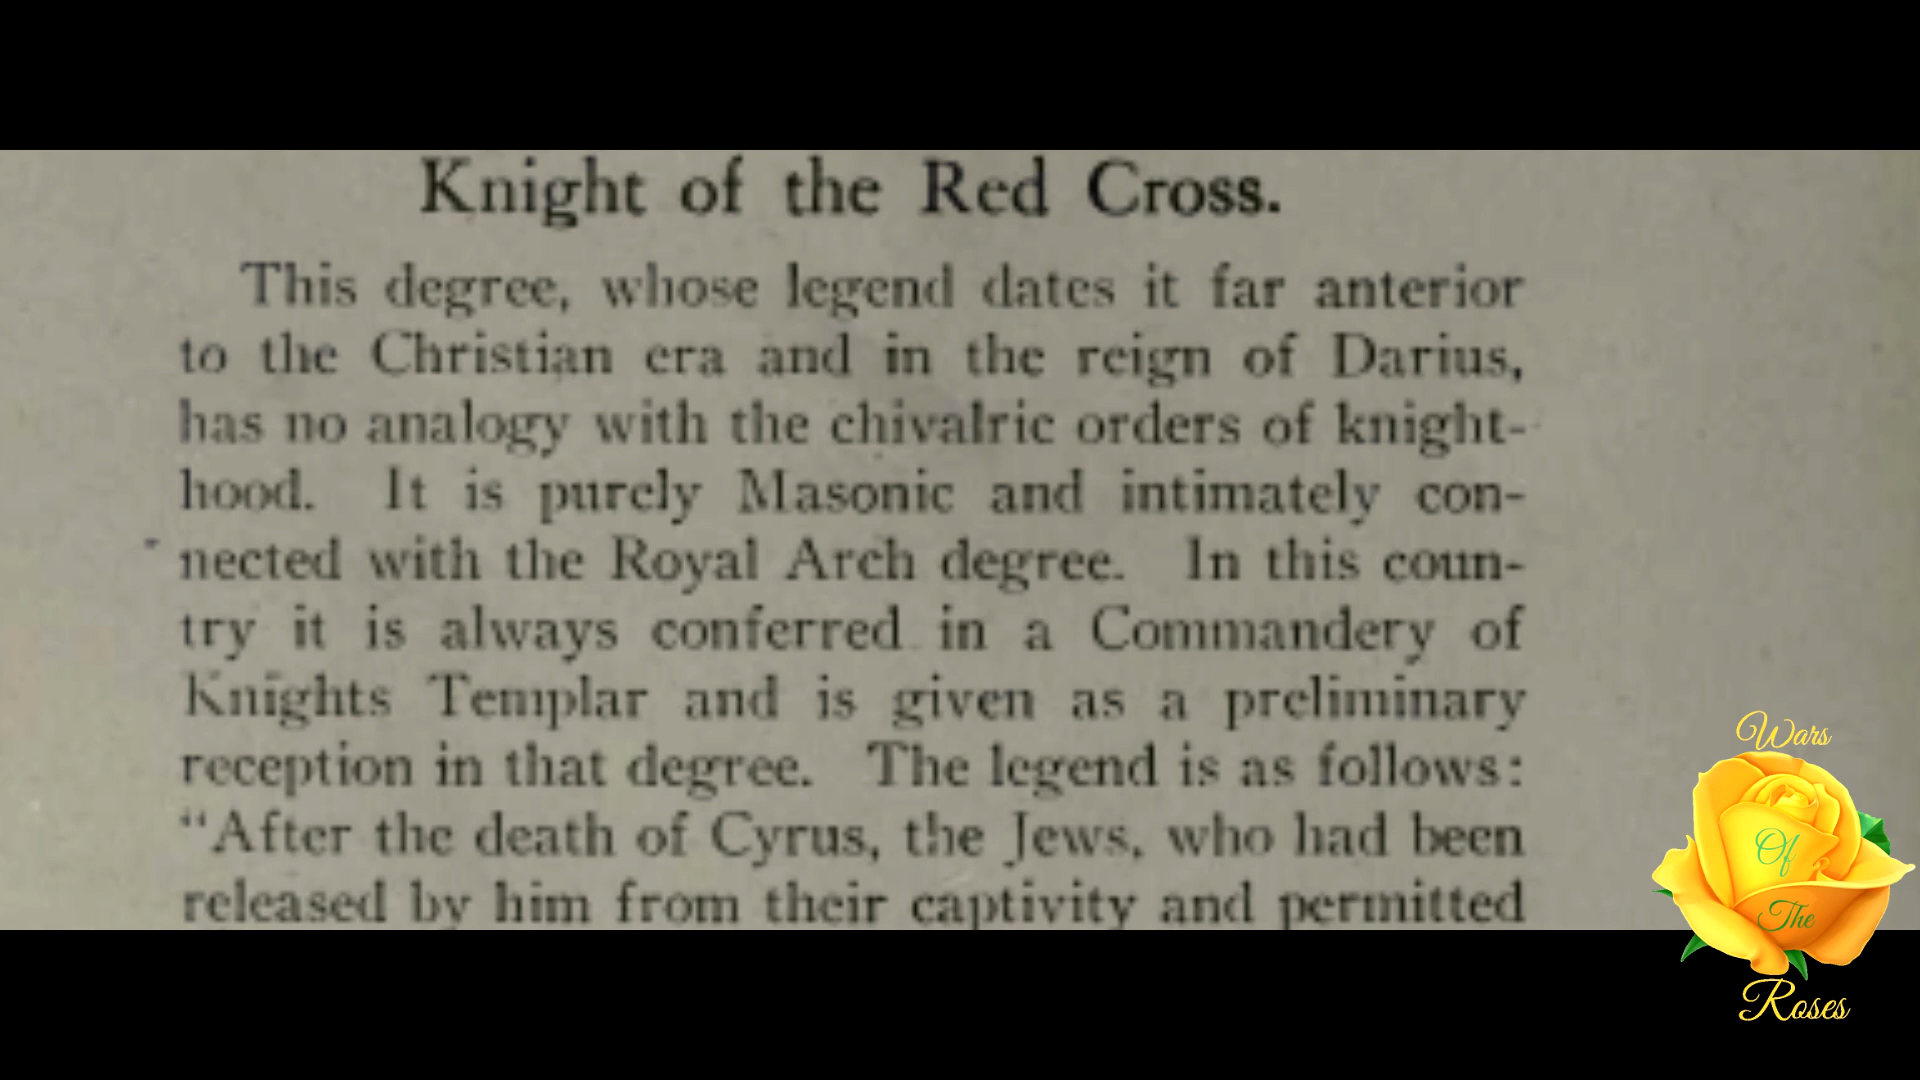 Knight of the Red Cross.
This degree, whose legend dates it far anterior
to the Christian era and in the reign of Darius,
has no analogy with the chivalric orders of knight-
hood. It is purely Masonic and intimately con-
nected with the Royal Arch degree. In this coun-
try it is always conferred in a Commandery of
Knights Templar and is given as a preliminary
reception in that degree. The legend is as follows:
"After the death of Cyrus, the Jews, who had been
released by him from their captivity and permitted
Wars
Of
The
Roses